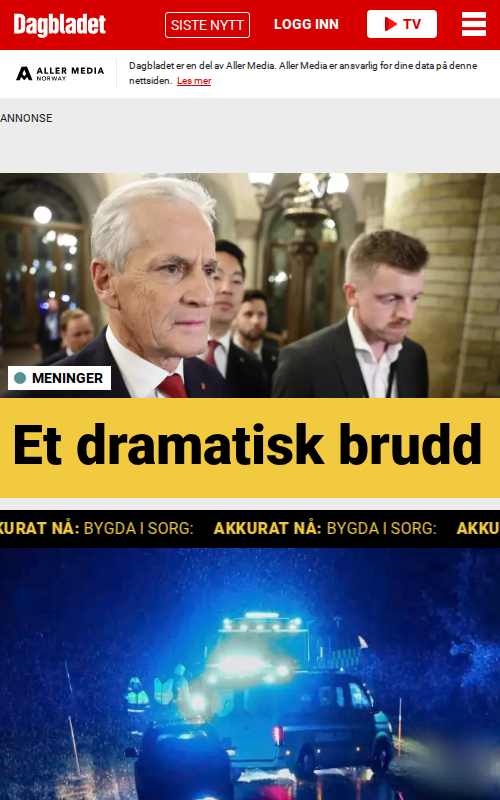 Dagbladet
SISTE NYTT
LOGG INN
TV
ALLER MEDIA
NORWAY
Dagbladet er en del av Aller Media. Aller Media er ansvarlig for dine data på denne
nettsiden. Les mer
ANNONSE
MENINGER
Et dramatisk brudd
KURAT NÅ: BYGDA I SORG: AKKURAT NÅ: BYGDA I SORG: AKKU